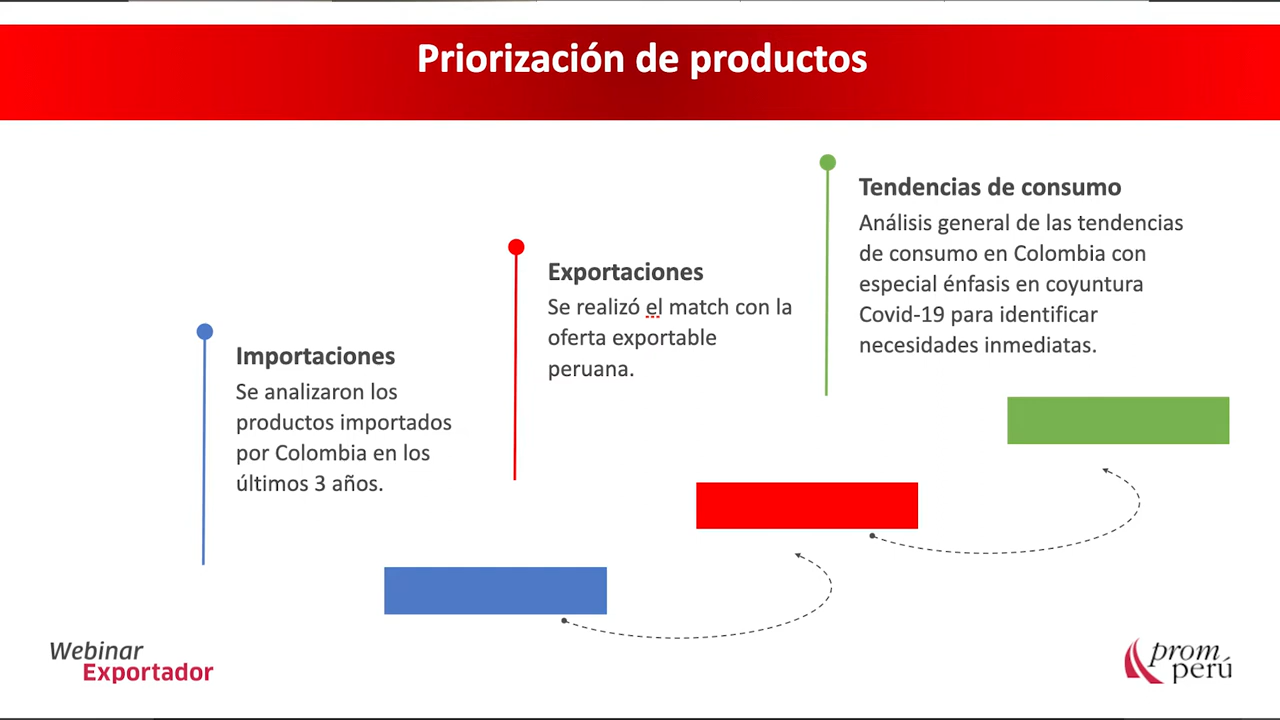 Priorización de productos
Importaciones
Se analizaron los
productos importados
por Colombia en los
últimos 3 años.
Exportaciones
Se realizó el match con la
oferta exportable
peruana.
Tendencias de consumo
Análisis general de las tendencias
de consumo en Colombia con
especial énfasis en coyuntura
Covid-19 para identificar
necesidades inmediatas.
Webinar
Exportador
prom
perú